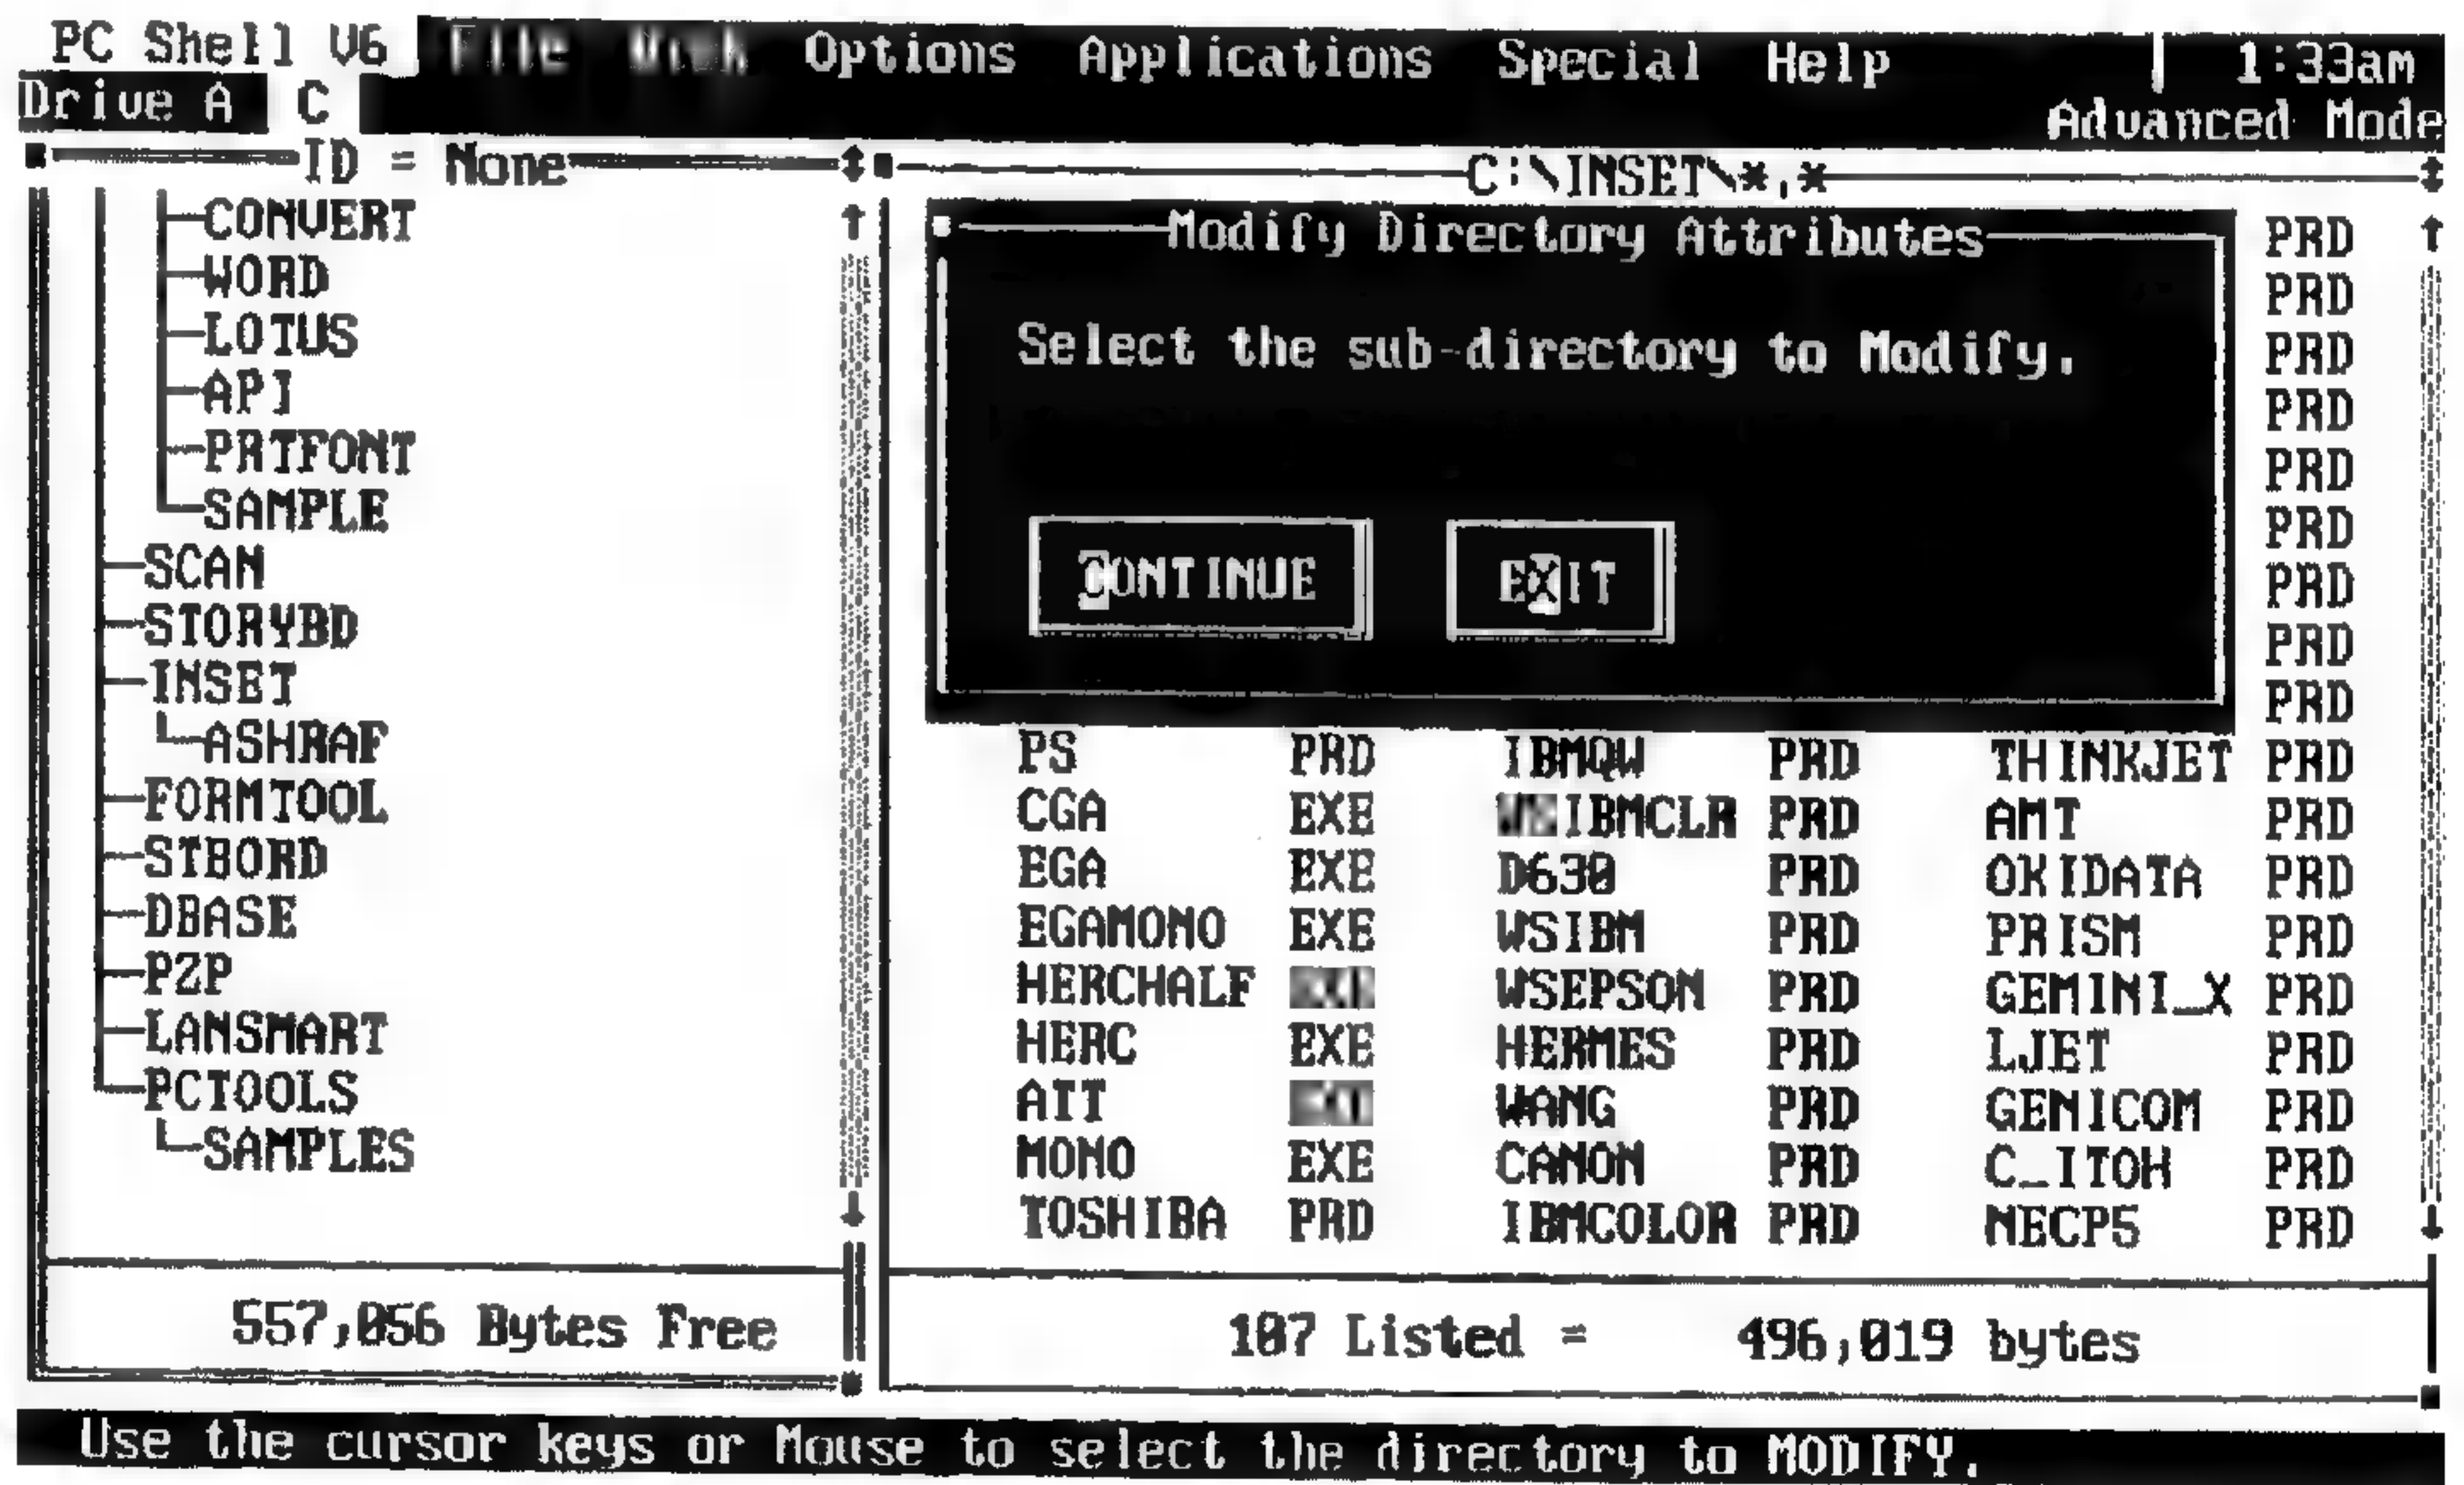 PC Shell V6 File Options Applications Special Help 1:33am
Drive A C Advanced Mode
ID = None
CONVERT
WORD
LOTUS
API
PRTFONT
SAMPLE
SCAN
STORYBD
INSET
ASHRAF
FORMTOOL
STBORD
DBASE
PZP
LANSMART
PCTOOLS
SAMPLES
557,056 Bytes Free
C:\INSET\*.*
Modify Directory Attributes
Select the sub-directory to Modify.
CONTINUE EXIT
PRD
PRD
PRD
PRD
PRD
PRD
PRD
PRD
PRD
PS PRD IBMQW PRD THINKJET PRD
CGA EXE IBMCLR PRD AMT PRD
EGA EXE D630 PRD OKIDATA PRD
EGAMONO EXE WSIBM PRD PRISM PRD
HERCHALF WSEPSON PRD GEMINI_X PRD
HERC EXE HERMES PRD LJET PRD
ATT WANG PRD GENICOM PRD
MONO EXE CANON PRD C_ITOH PRD
TOSHIBA PRD IBMCOLOR PRD NECP5 PRD
107 Listed = 496,019 bytes
Use the cursor keys or Mouse to select the directory to MODIFY.